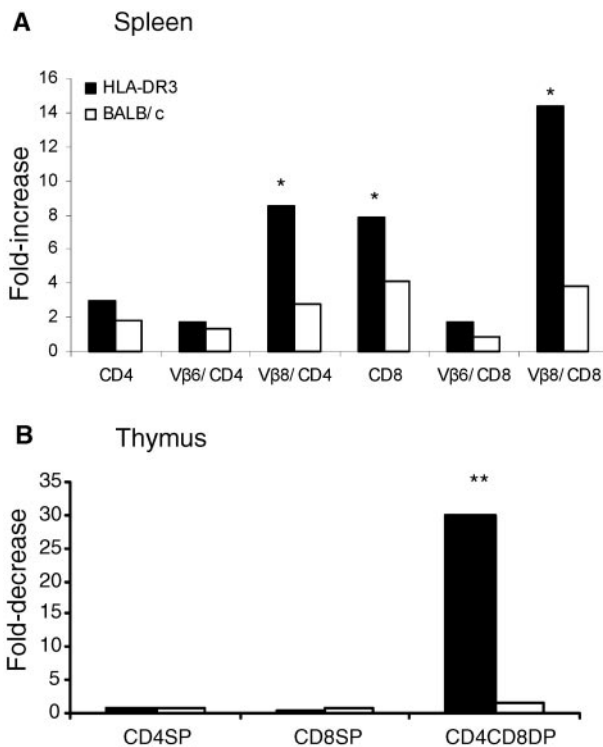 A Spleen
16
14
12
10
8
6
4
2
0
Fold-increase
HLA-DR3
BALB/c
*
*
*
CD4 Vβ6/CD4 Vβ8/CD4 CD8 Vβ6/CD8 Vβ8/CD8
B Thymus
35
30
25
20
15
10
5
0
Fold-decrease
**
CD4SP CD8SP CD4CD8DP